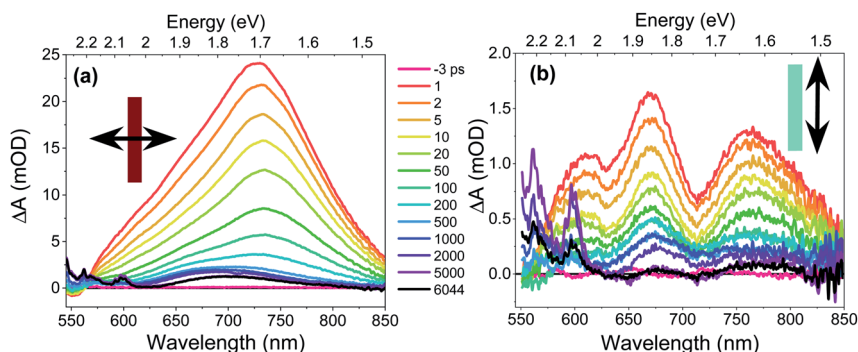 Energy (eV)
2.2 2.1 2 1.9 1.8 1.7 1.6 1.5
(a)
ΔA (mOD)
25
20
15
10
5
0
550 600 650 700 750 800 850
Wavelength (nm)
-3 ps
1
2
5
10
20
50
100
200
500
1000
2000
5000
6044
Energy (eV)
2.2 2.1 2 1.9 1.8 1.7 1.6 1.5
(b)
ΔA (mOD)
2.0
1.5
1.0
0.5
0.0
550 600 650 700 750 800 850
Wavelength (nm)